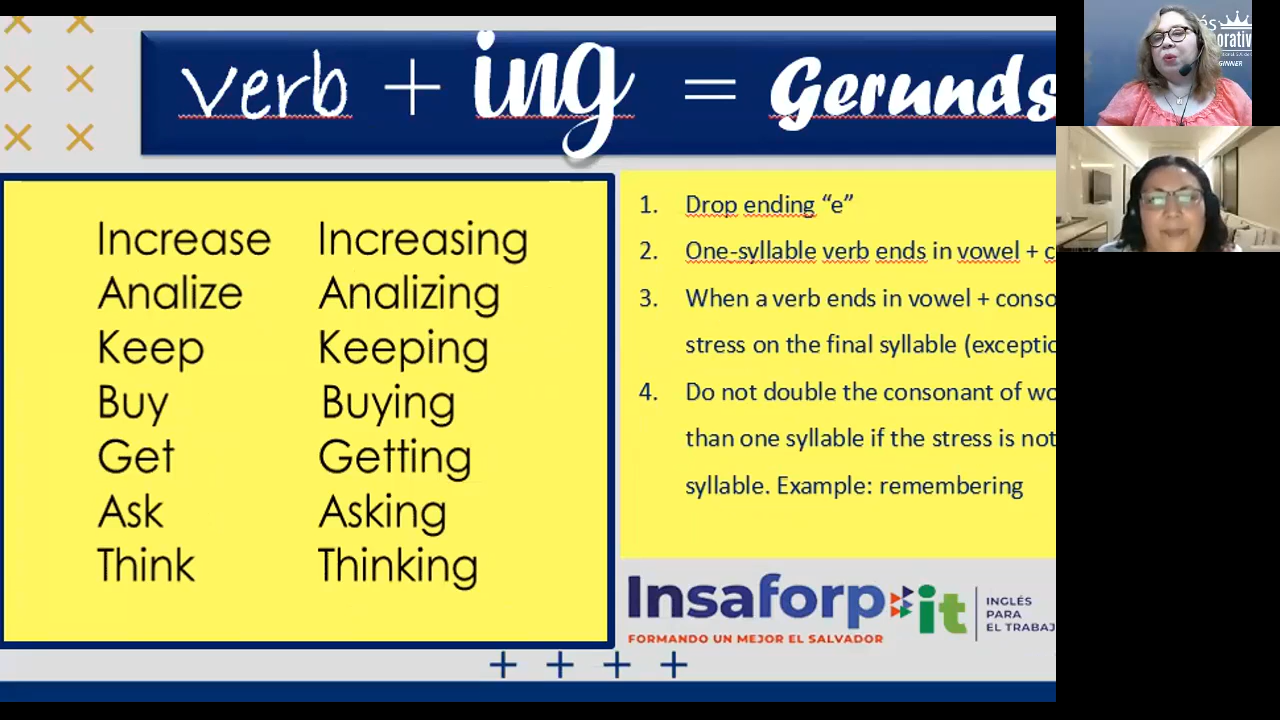 verb + ing = Gerunds
Increase Increasing
Analize Analizing
Keep Keeping
Buy Buying
Get Getting
Ask Asking
Think Thinking
1. Drop ending “e”
2. One-syllable verb ends in vowel + c
3. When a verb ends in vowel + conso
stress on the final syllable (exceptio
4. Do not double the consonant of wo
than one syllable if the stress is not
syllable. Example: remembering
Insaforp it
INGLÉS
PARA
EL TRABAJ
FORMANDO UN MEJOR EL SALVADOR
és
orativ